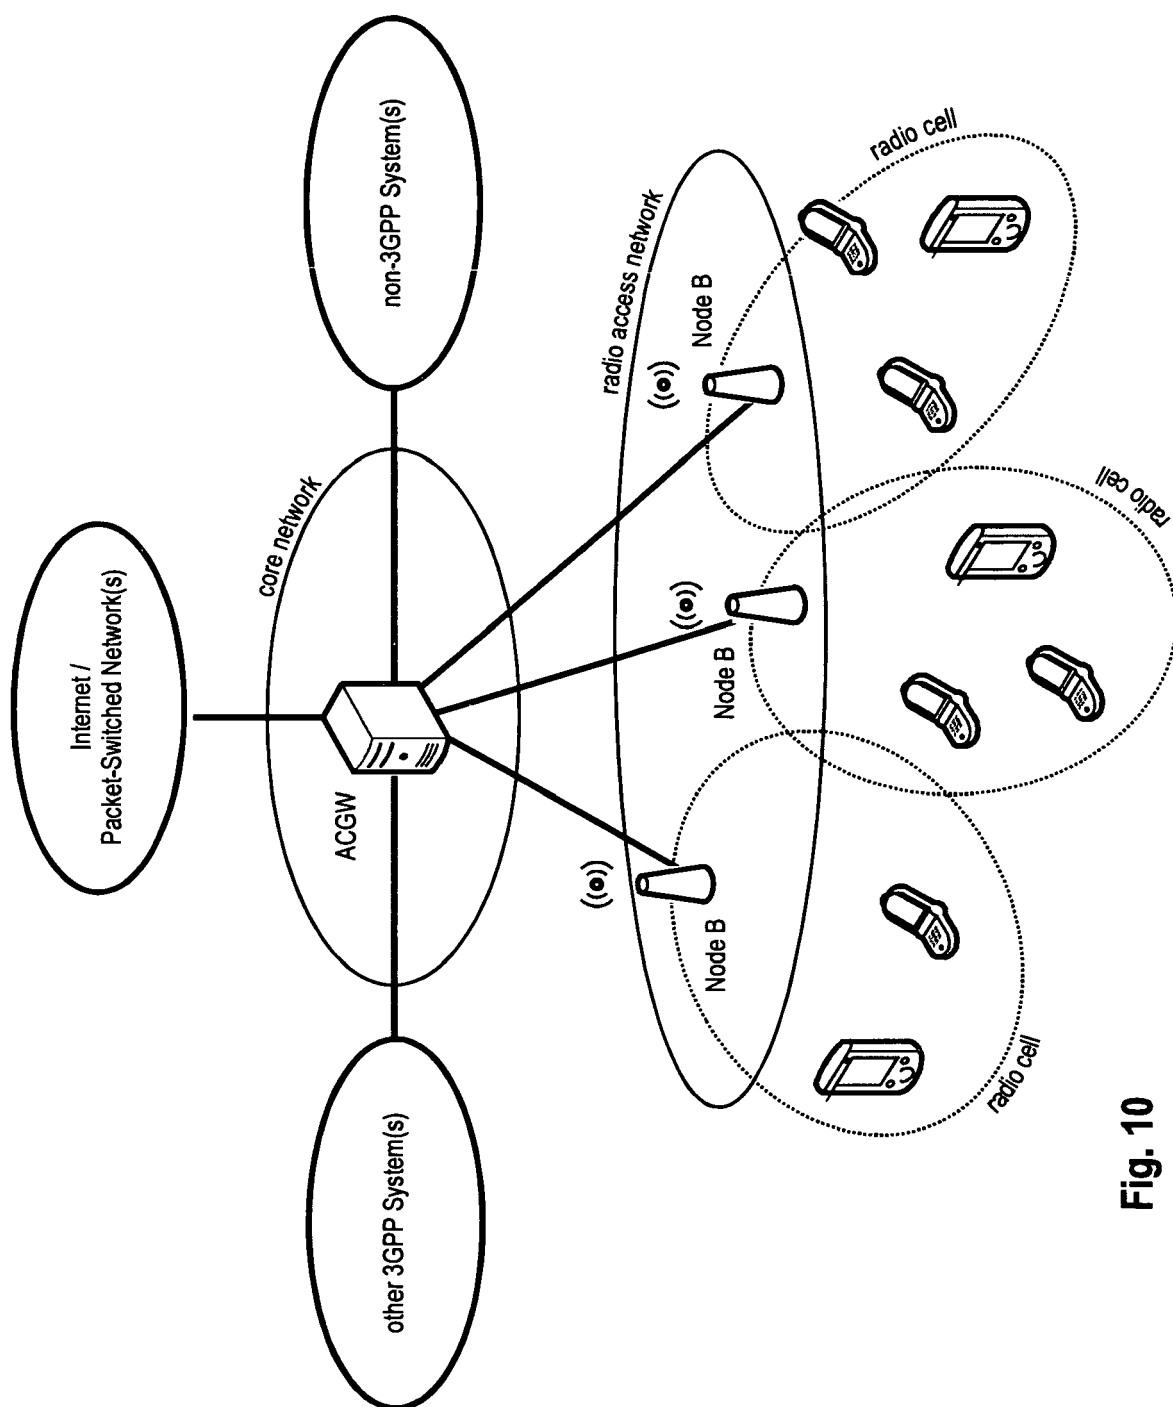 Internet /
Packet-Switched Network(s)
core network
other 3GPP System(s)
ACGW
non-3GPP System(s)
radio access network
Node B
Node B
Node B
radio cell
radio cell
radio cell
Fig. 10